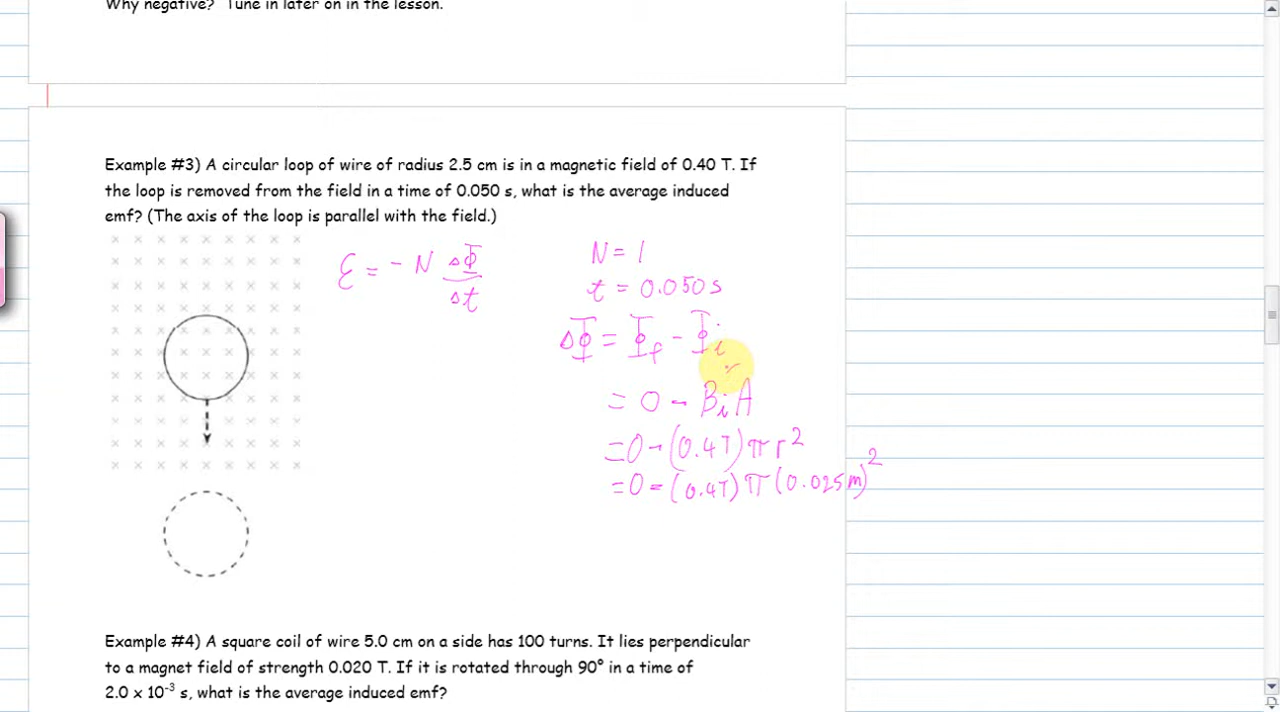 Why negative? Tune in later on in the lesson.
Example #3) A circular loop of wire of radius 2.5 cm is in a magnetic field of 0.40 T. If
the loop is removed from the field in a time of 0.050 s, what is the average induced
emf? (The axis of the loop is parallel with the field.)
ℰ = - N ΔΦ/Δt
N = 1
t = 0.050 s
ΔΦ = Φf - Φi
= 0 - BiA
= 0 - (0.4T) π r²
= 0 - (0.4T) π (0.025m)²
Example #4) A square coil of wire 5.0 cm on a side has 100 turns. It lies perpendicular
to a magnet field of strength 0.020 T. If it is rotated through 90° in a time of
2.0 x 10⁻³ s, what is the average induced emf?